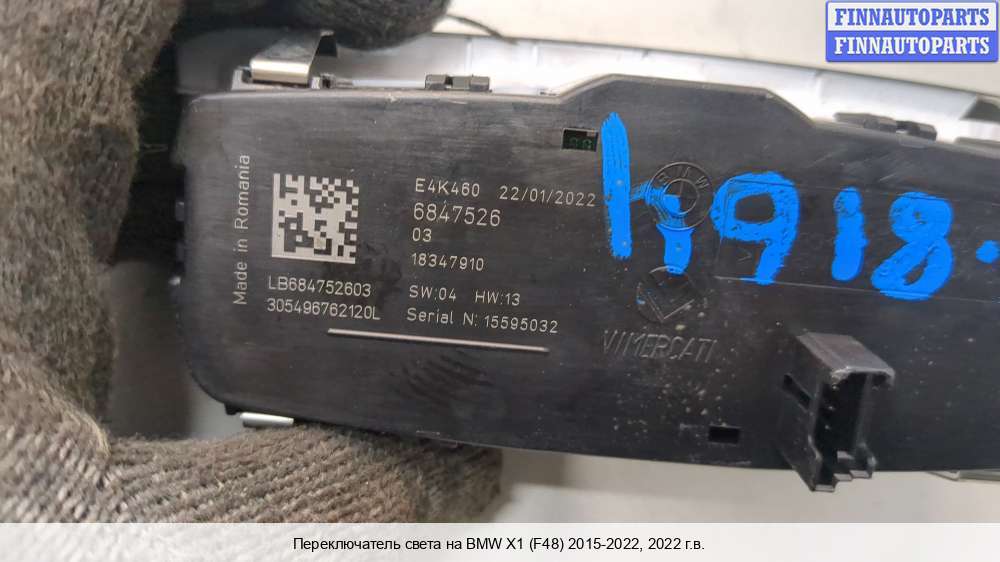 FINNAUTOPARTS
FINNAUTOPARTS
Made in Romania
E4K460 22/01/2022
6847526
03
18347910
LB684752603
305496762120L
SW:04 HW:13
Serial N: 15595032
BMW
VIMERCATI
Переключатель света на BMW X1 (F48) 2015-2022, 2022 г.в.